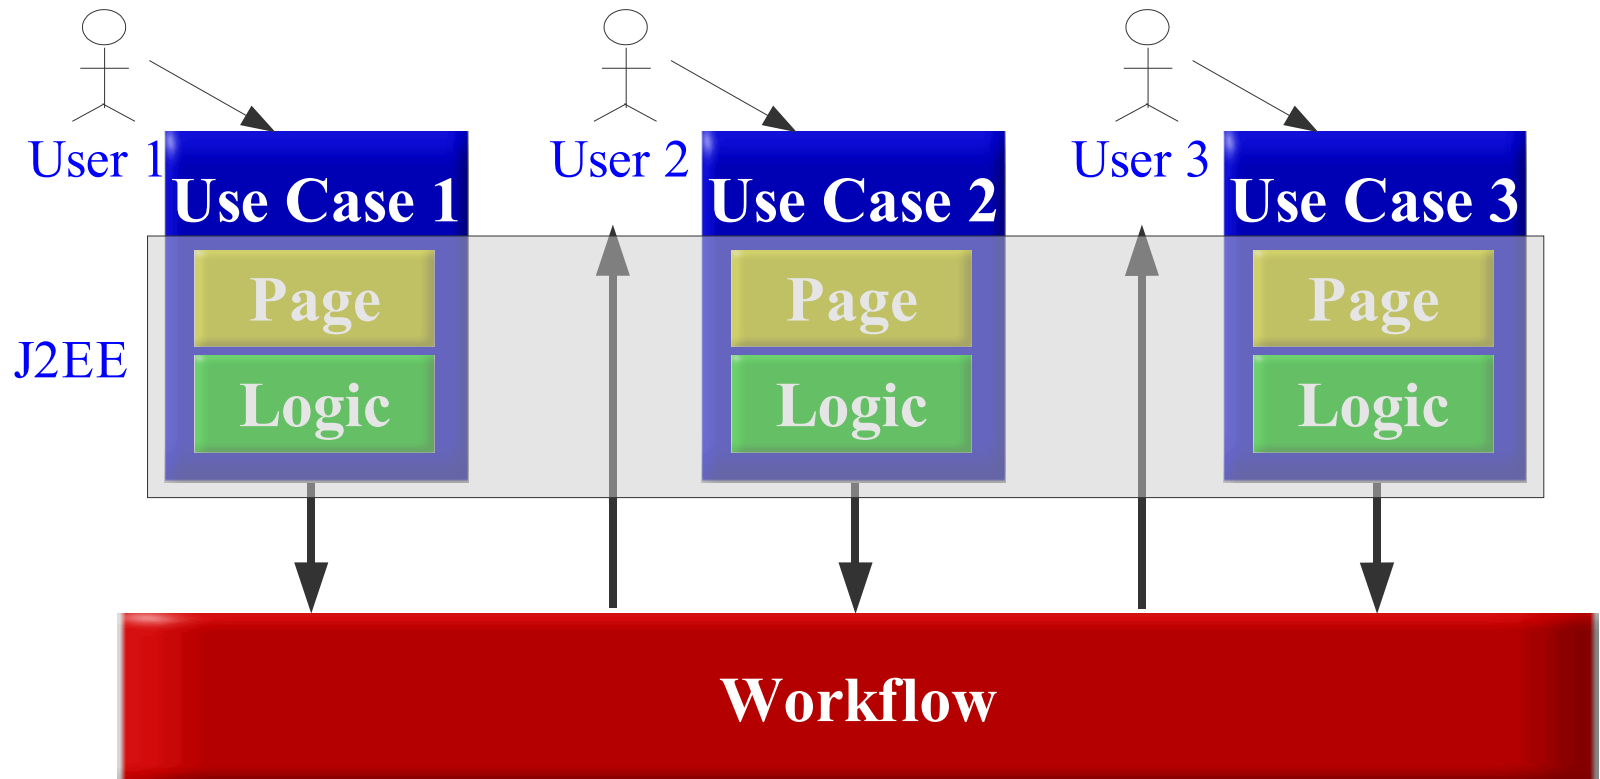 User 1
User 2
User 3
Use Case 1
Use Case 2
Use Case 3
J2EE
Page
Page
Page
Logic
Logic
Logic
Workflow